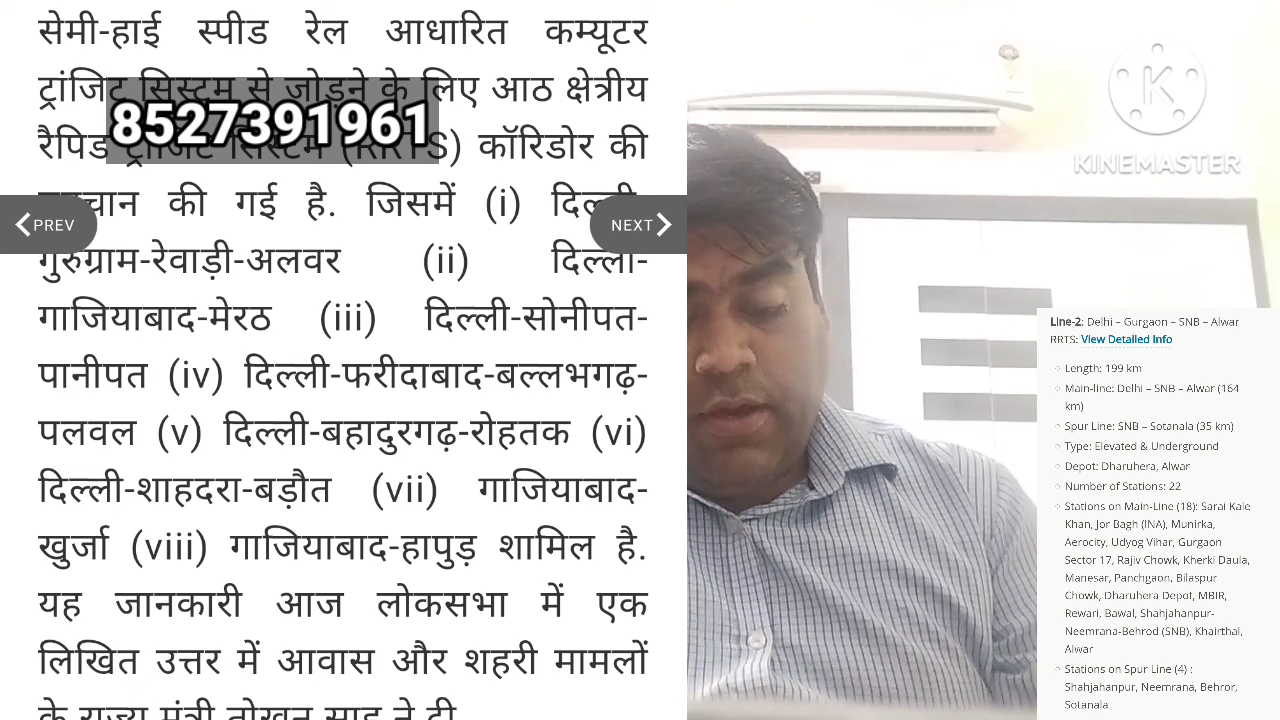 सेमी-हाई स्पीड रेल आधारित कम्यूटर
ट्रांजिट सिस्टम से जोड़ने के लिए आठ क्षेत्रीय
8527391961
रैपिड ट्रांजिट सिस्टम (RRTS) कॉरिडोर की
की गई है. जिसमें (i) दिल्ली-
PREV
NEXT
गुरुग्राम-रेवाड़ी-अलवर (ii) दिल्ली-
गाजियाबाद-मेरठ (iii) दिल्ली-सोनीपत-
पानीपत (iv) दिल्ली-फरीदाबाद-बल्लभगढ़-
पलवल (v) दिल्ली-बहादुरगढ़-रोहतक (vi)
दिल्ली-शाहदरा-बड़ौत (vii) गाजियाबाद-
खुर्जा (viii) गाजियाबाद-हापुड़ शामिल है.
यह जानकारी आज लोकसभा में एक
लिखित उत्तर में आवास और शहरी मामलों
के राज्य मंत्री तोखन साहू ने दी
K
KINEMASTER
Line-2: Delhi – Gurgaon – SNB – Alwar
RRTS: View Detailed Info
Length: 199 km
Main-line: Delhi – SNB – Alwar (164
km)
Spur Line: SNB – Sotanala (35 km)
Type: Elevated & Underground
Depot: Dharuhera, Alwar
Number of Stations: 22
Stations on Main-Line (18): Sarai Kale
Khan, Jor Bagh (INA), Munirka,
Aerocity, Udyog Vihar, Gurgaon
Sector 17, Rajiv Chowk, Kherki Daula,
Manesar, Panchgaon, Bilaspur
Chowk, Dharuhera Depot, MBIR,
Rewari, Bawal, Shahjahanpur-
Neemrana-Behrod (SNB), Khairthal,
Alwar
Stations on Spur Line (4) :
Shahjahanpur, Neemrana, Behror,
Sotanala